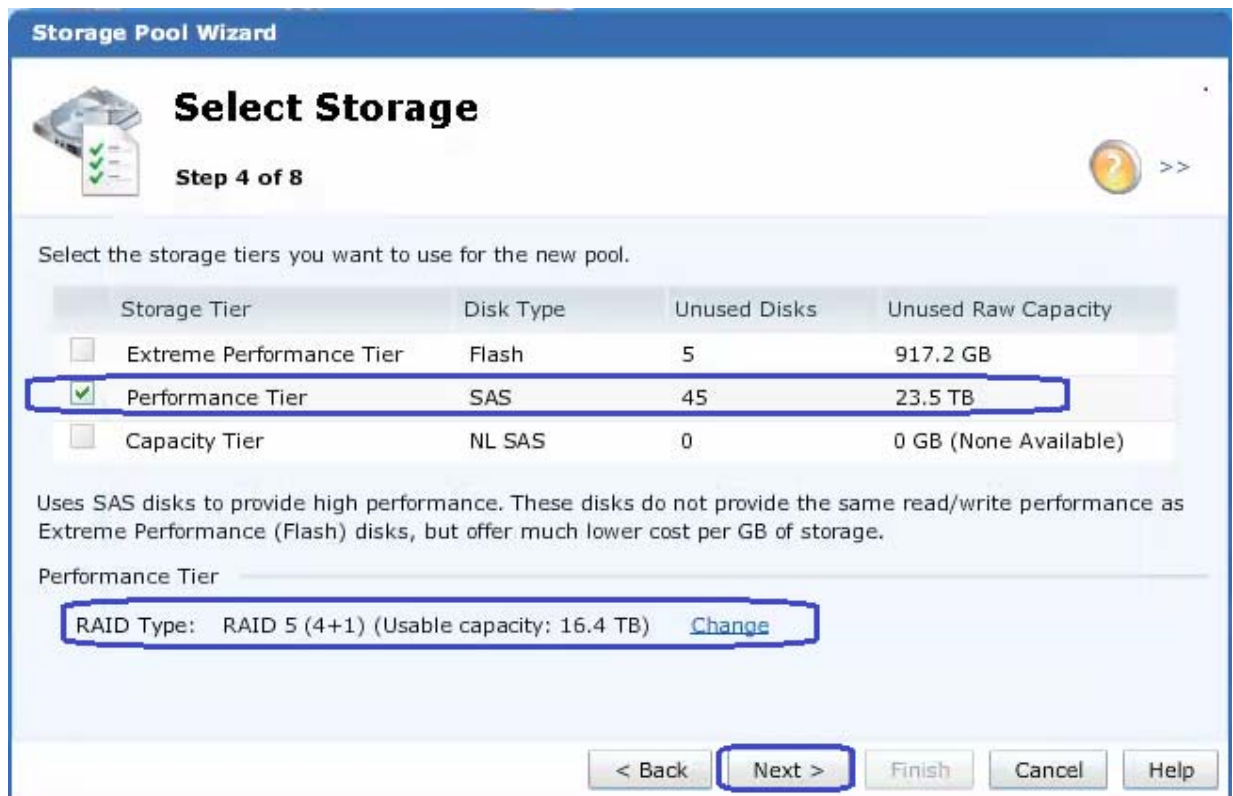 Storage Pool Wizard
Select Storage
Step 4 of 8
?
>>
Select the storage tiers you want to use for the new pool.
Storage Tier Disk Type Unused Disks Unused Raw Capacity
Extreme Performance Tier Flash 5 917.2 GB
Performance Tier SAS 45 23.5 TB
Capacity Tier NL SAS 0 0 GB (None Available)
Uses SAS disks to provide high performance. These disks do not provide the same read/write performance as
Extreme Performance (Flash) disks, but offer much lower cost per GB of storage.
Performance Tier
RAID Type: RAID 5 (4+1) (Usable capacity: 16.4 TB) Change
< Back Next > Finish Cancel Help